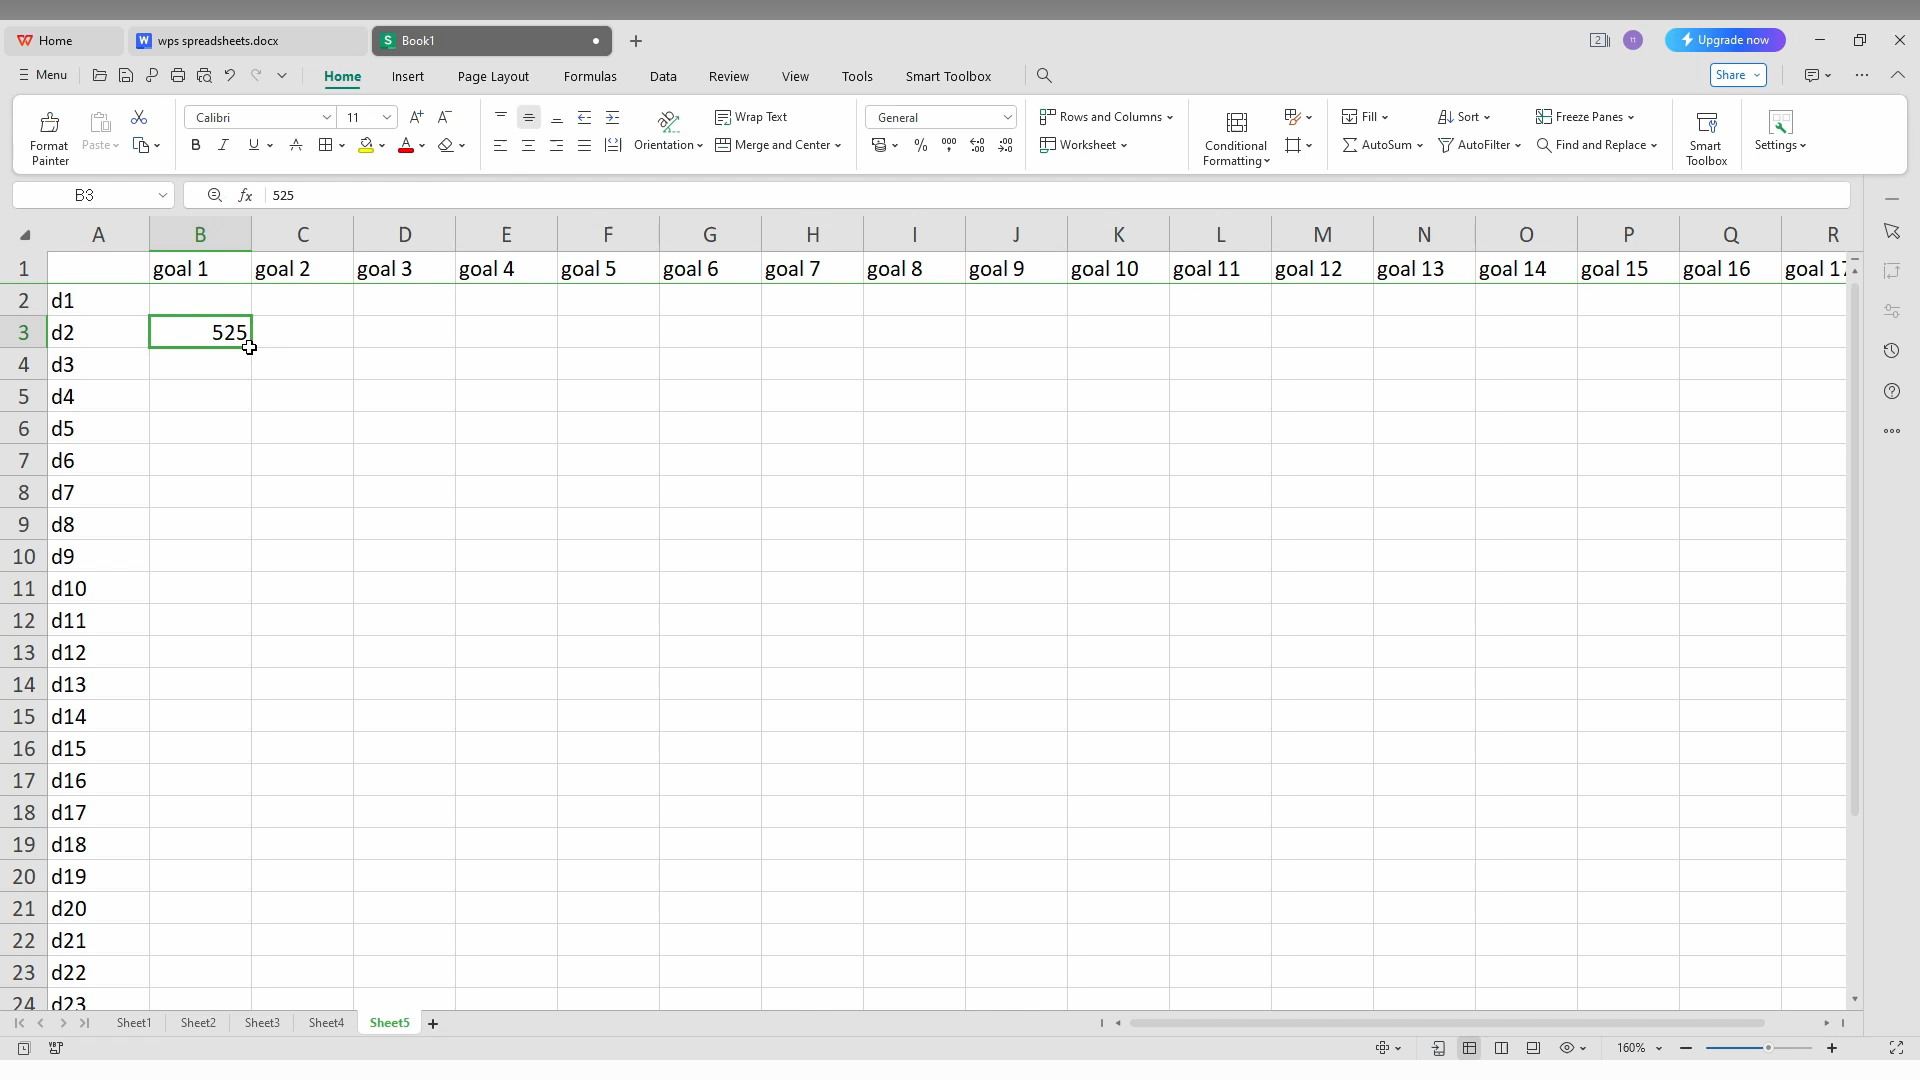 Home
wps spreadsheets.docx
Book1
Upgrade now
Menu
Home Insert Page Layout Formulas Data Review View Tools Smart Toolbox
Share
Format Painter
Paste
Calibri 11
Orientation
Wrap Text
Merge and Center
General
Rows and Columns
Worksheet
Conditional Formatting
Fill
AutoSum
Sort
AutoFilter
Freeze Panes
Find and Replace
Smart Toolbox
Settings
B3 fx 525
A B C D E F G H I J K L M N O P Q R
1 goal 1 goal 2 goal 3 goal 4 goal 5 goal 6 goal 7 goal 8 goal 9 goal 10 goal 11 goal 12 goal 13 goal 14 goal 15 goal 16 goal 17
2 d1
3 d2 525
4 d3
5 d4
6 d5
7 d6
8 d7
9 d8
10 d9
11 d10
12 d11
13 d12
14 d13
15 d14
16 d15
17 d16
18 d17
19 d18
20 d19
21 d20
22 d21
23 d22
24 d23
Sheet1 Sheet2 Sheet3 Sheet4 Sheet5
160%